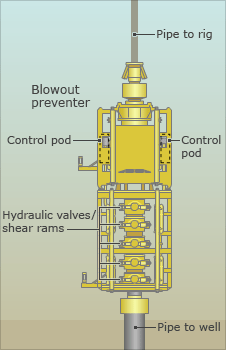 Pipe to rig
Blowout
preventer
Control pod
Control
pod
Hydraulic valves/
shear rams
Pipe to well